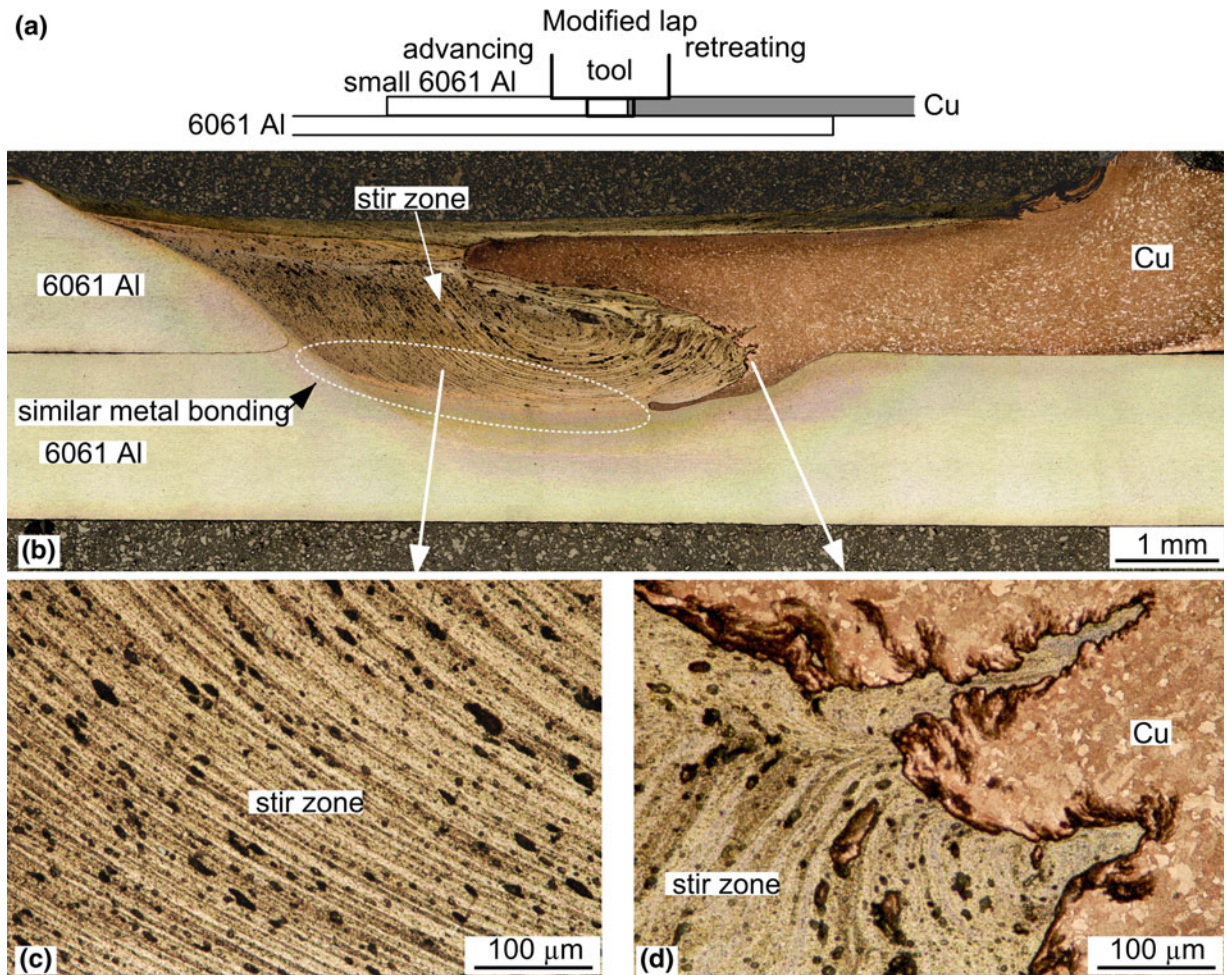 (a)
Modified lap
advancing
retreating
small 6061 Al
tool
Cu
6061 Al
stir zone
6061 Al
Cu
similar metal bonding
6061 Al
(b)
1 mm
stir zone
(c)
100 μm
Cu
stir zone
(d)
100 μm